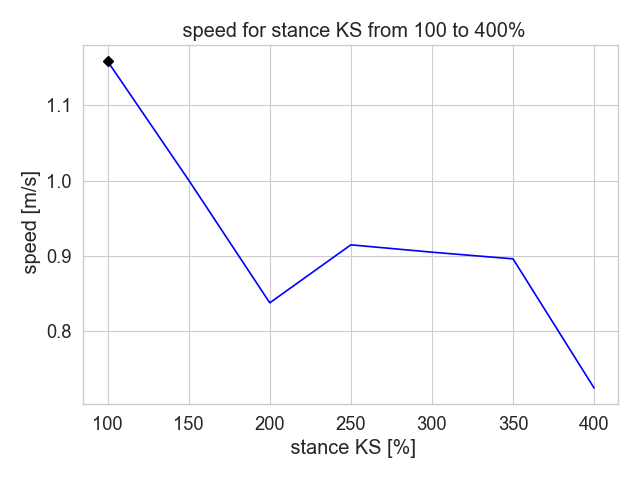 speed for stance KS from 100 to 400%
speed [m/s]
1.1
1.0
0.9
0.8
100 150 200 250 300 350 400
stance KS [%]